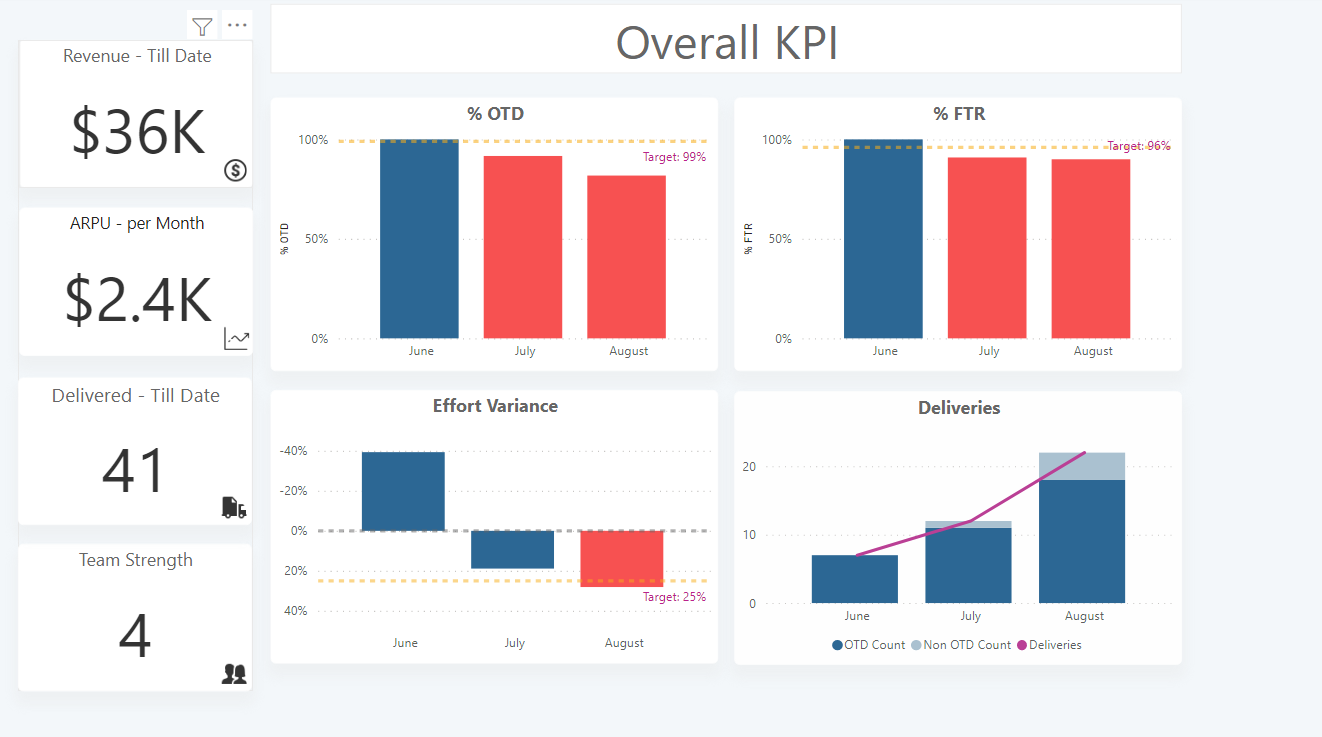 Overall KPI
Revenue - Till Date
$36K
ARPU - per Month
$2.4K
Delivered - Till Date
41
Team Strength
4
% OTD
100%
50%
0%
% OTD
Target: 99%
June July August
% FTR
100%
50%
0%
% FTR
Target: 96%
June July August
Effort Variance
-40%
-20%
0%
20%
40%
Target: 25%
June July August
Deliveries
20
10
0
June July August
OTD Count Non OTD Count Deliveries